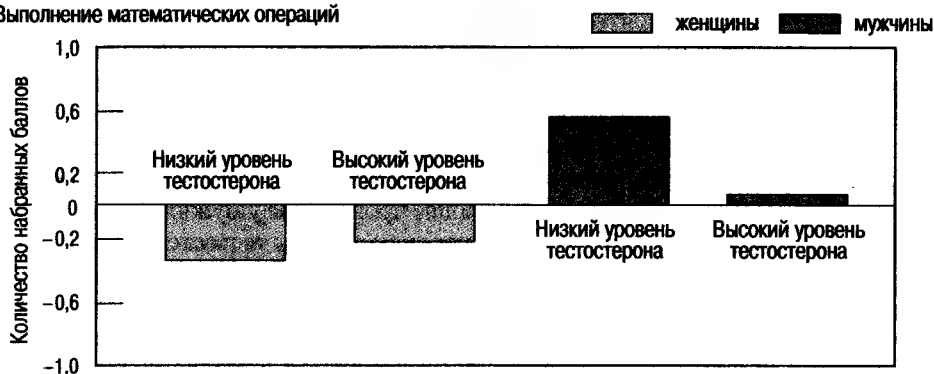 Выполнение математических операций
женщины
мужчины
Количество набранных баллов
1,0
0,6
0,2
0
−0,2
−0,6
−1,0
Низкий уровень
тестостерона
Высокий уровень
тестостерона
Низкий уровень
тестостерона
Высокий уровень
тестостерона